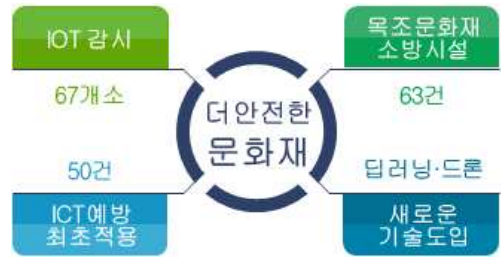 IOT 감시
67개소
목조문화재
소방시설
63건
더안전한
문화재
50건
ICT예방
최초적용
딥러닝·드론
새로운
기술도입